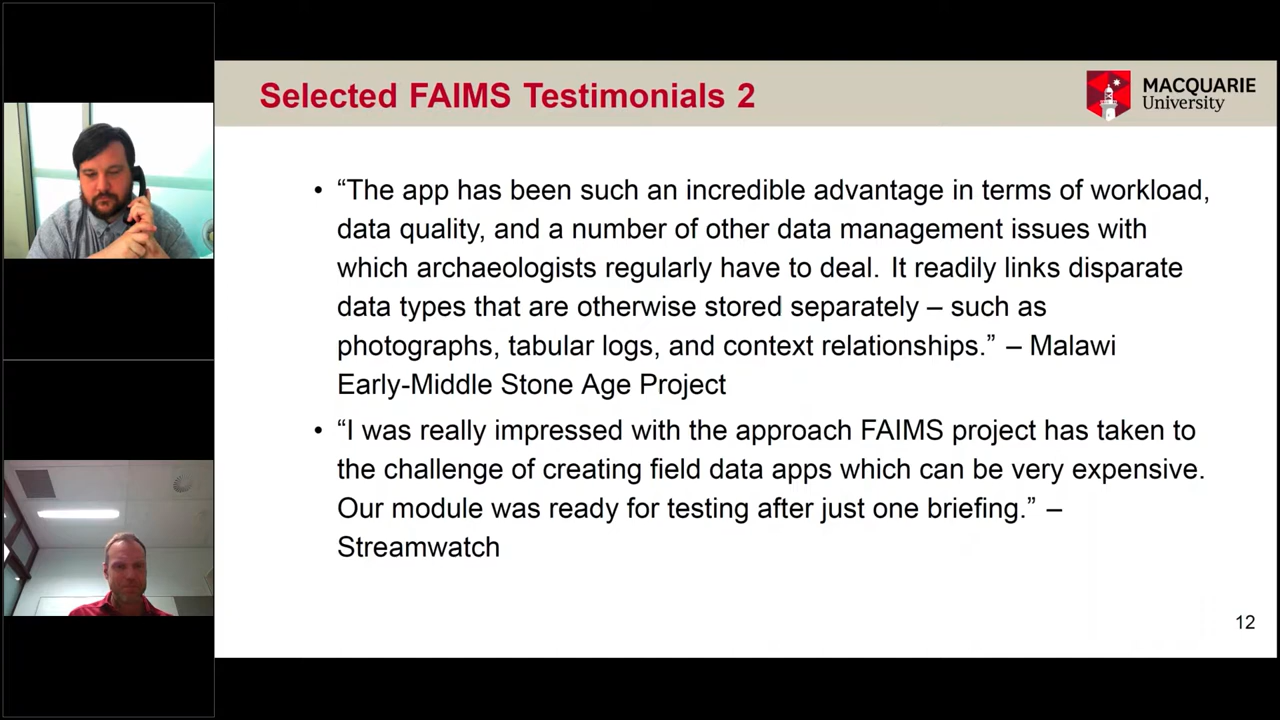 Selected FAIMS Testimonials 2
MACQUARIE
University
• “The app has been such an incredible advantage in terms of workload,
data quality, and a number of other data management issues with
which archaeologists regularly have to deal. It readily links disparate
data types that are otherwise stored separately – such as
photographs, tabular logs, and context relationships.” – Malawi
Early-Middle Stone Age Project
• “I was really impressed with the approach FAIMS project has taken to
the challenge of creating field data apps which can be very expensive.
Our module was ready for testing after just one briefing.” –
Streamwatch
12